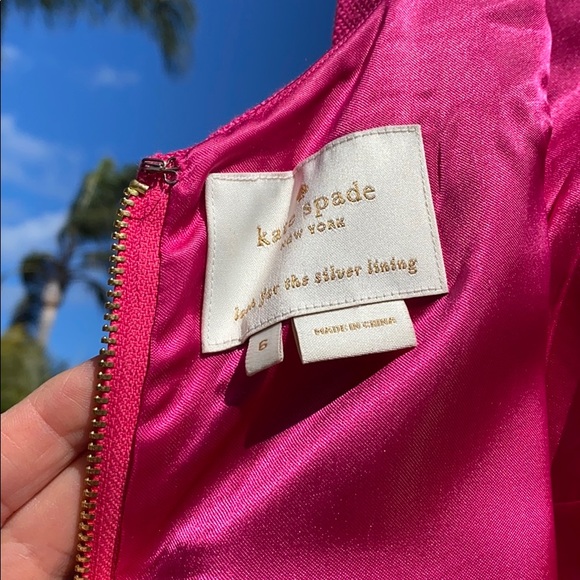 kate spade
NEW YORK
look for the silver lining
6
MADE IN CHINA